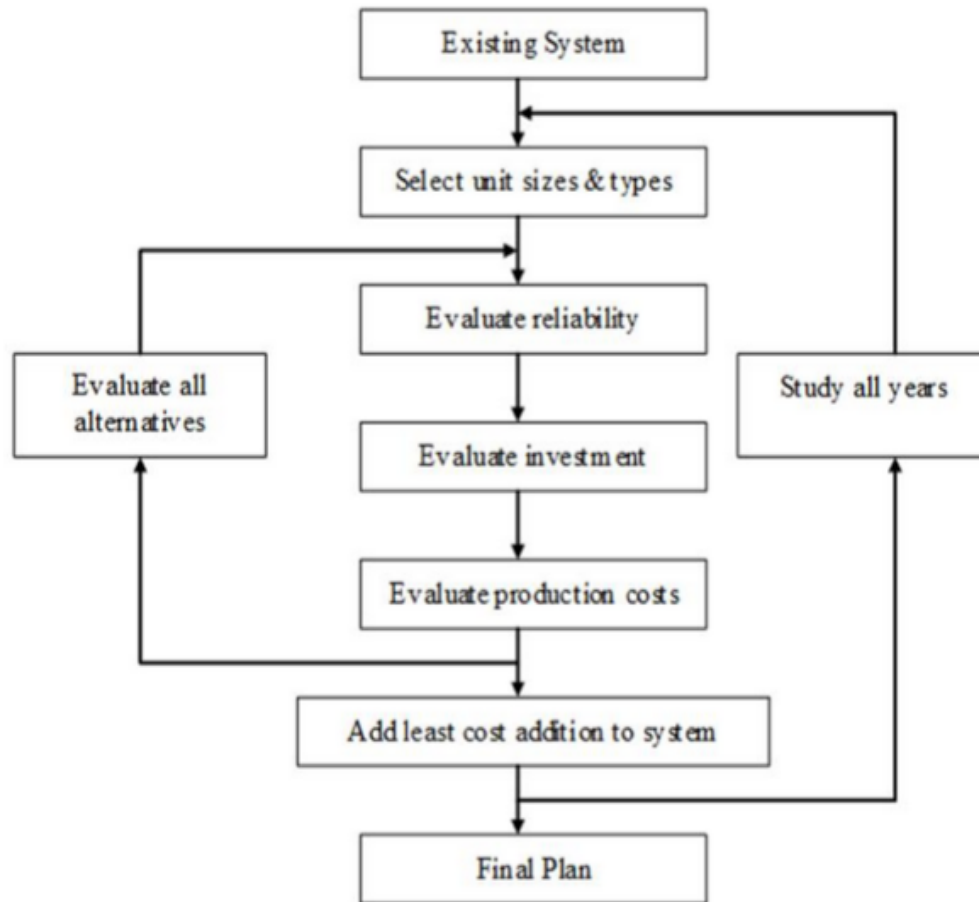 Existing System
Select unit sizes & types
Evaluate reliability
Evaluate all
alternatives
Study all years
Evaluate investment
Evaluate production costs
Add least cost addition to system
Final Plan